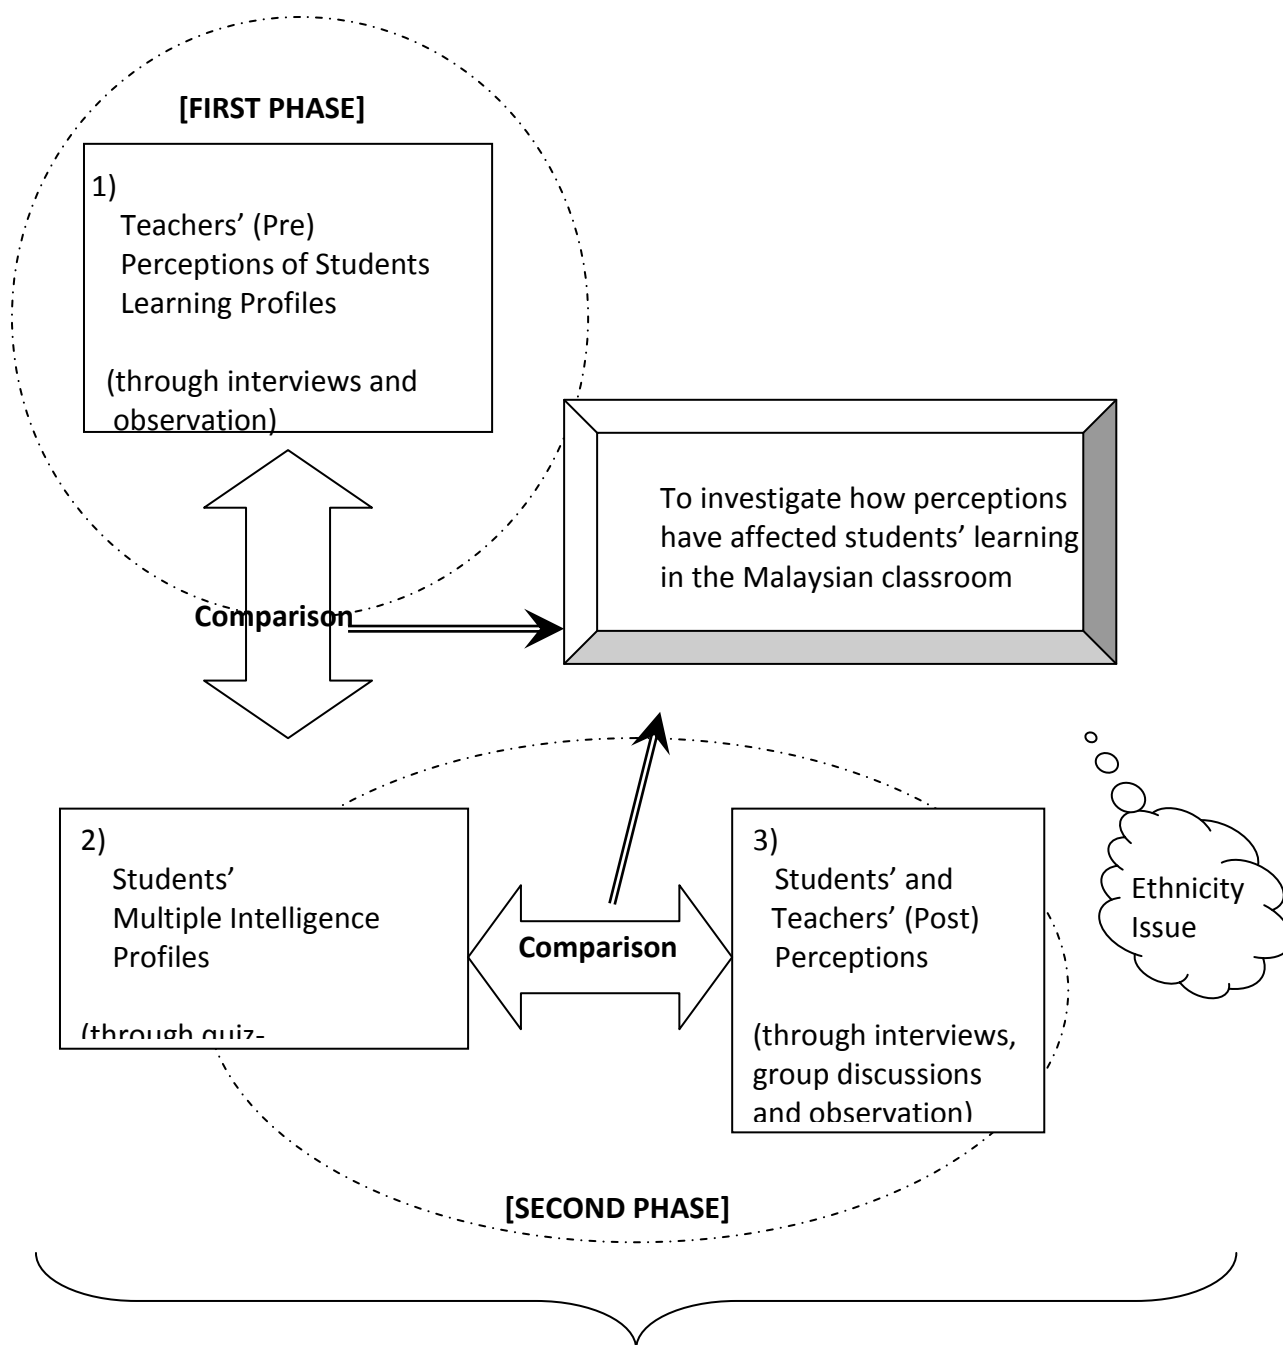 [FIRST PHASE]
1)
Teachers’ (Pre)
Perceptions of Students
Learning Profiles
(through interviews and
observation)
To investigate how perceptions
have affected students’ learning
in the Malaysian classroom
Comparison
2)
Students’
Multiple Intelligence
Profiles
(through quiz-
Comparison
3)
Students’ and
Teachers’ (Post)
Perceptions
(through interviews,
group discussions
and observation)
Ethnicity
Issue
[SECOND PHASE]